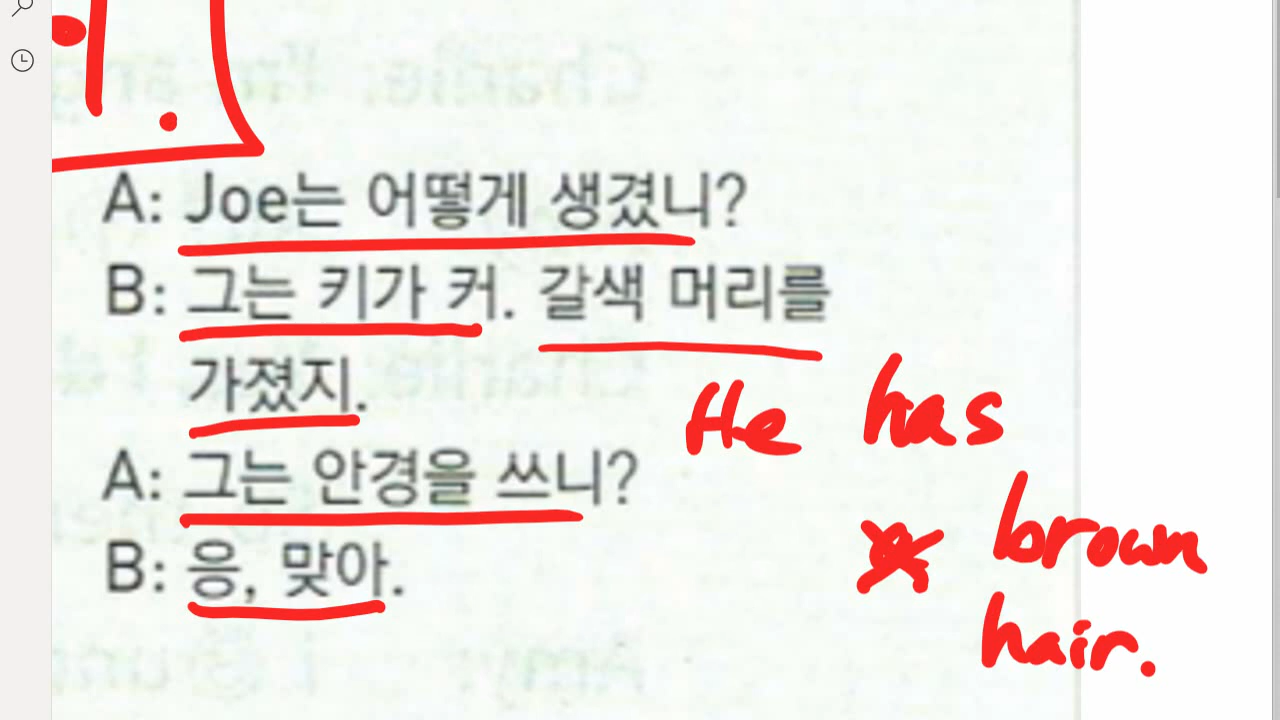 A: Joe는 어떻게 생겼니?
B: 그는 키가 커. 갈색 머리를
가졌지.
He has
A: 그는 안경을 쓰니?
brown
B: 응, 맞아.
hair.